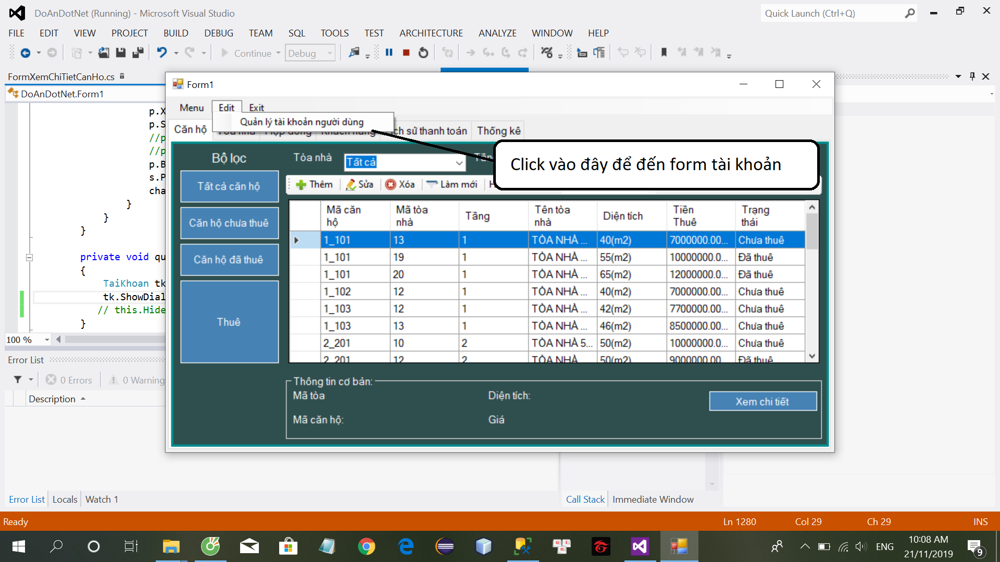 DoAnDotNet (Running) - Microsoft Visual Studio
Quick Launch (Ctrl+Q)
FILE EDIT VIEW PROJECT BUILD DEBUG TEAM SQL TOOLS TEST ARCHITECTURE ANALYZE WINDOW HELP
Continue Debug
FormXemChiTietCanHo.cs
DoAnDotNet.Form1
p.X
p.S
//p
//p
p.B
s.P
cha
}
}
}
private void qu
{
TaiKhoan tk
tk.ShowDial
// this.Hide
}
100 %
Form1
Menu Edit Exit
Quản lý tài khoản người dùng
Căn hộ Tòa nhà Hợp đồng Khách hàng ch sử thanh toán Thống kê
Bộ lọc
Tất cả căn hộ
Căn hộ chưa thuê
Căn hộ đã thuê
Thuê
Tòa nhà Tất cả Tần
Click vào đây để đến form tài khoản
Thêm Sửa Xóa Làm mới
Mã căn hộ Mã tòa nhà Tầng Tên tòa nhà Diện tích Tiền Thuê Trạng thái
1_101 13 1 TÒA NHÀ ... 40(m2) 7000000.00... Chưa thuê
1_101 19 1 TÒA NHÀ ... 55(m2) 10000000.0... Đã thuê
1_101 20 1 TÒA NHÀ ... 65(m2) 12000000.0... Đã thuê
1_102 12 1 TÒA NHÀ ... 40(m2) 7000000.00... Chưa thuê
1_103 12 1 TÒA NHÀ ... 42(m2) 7700000.00... Chưa thuê
1_103 13 1 TÒA NHÀ ... 46(m2) 8500000.00... Chưa thuê
2_201 10 2 TÒA NHÀ 5... 50(m2) 10000000.0... Chưa thuê
2_201 12 2 TÒA NHÀ 50(m2) 9000000.00 Đã thuê
Thông tin cơ bản:
Mã tòa Diện tích:
Xem chi tiết
Mã căn hộ: Giá
Error List
0 Errors 0 Warning
Description
Error List Locals Watch 1
Call Stack Immediate Window
Ready Ln 1280 Col 29 Ch 29 INS
ENG
10:08 AM
21/11/2019
9